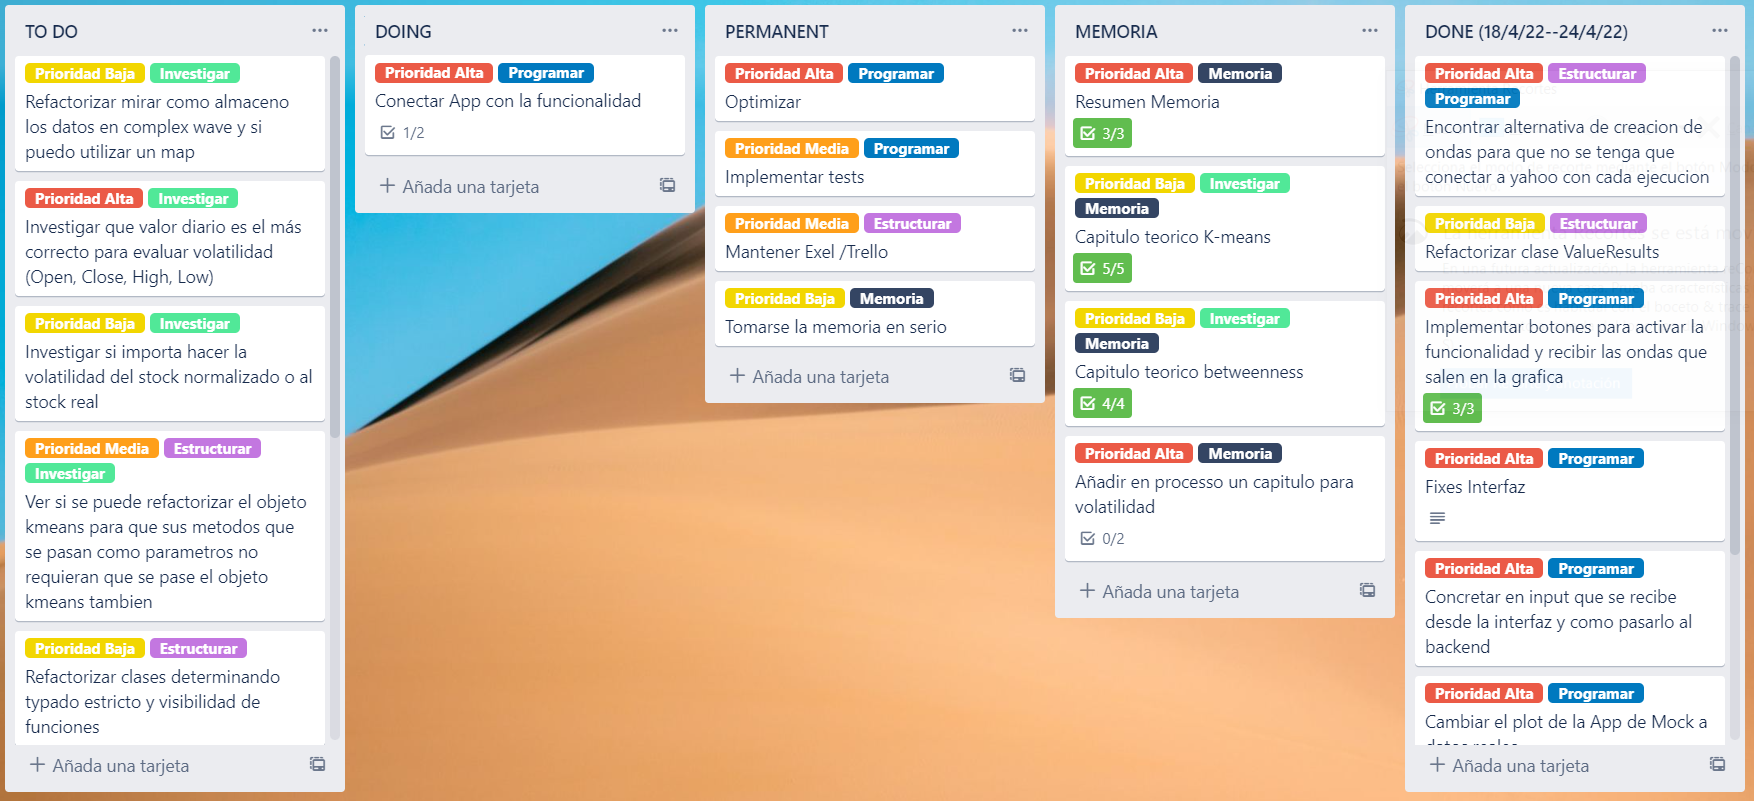 TO DO
Prioridad Baja Investigar
Refactorizar mirar como almaceno
los datos en complex wave y si
puedo utilizar un map
Prioridad Alta Investigar
Investigar que valor diario es el más
correcto para evaluar volatilidad
(Open, Close, High, Low)
Prioridad Baja Investigar
Investigar si importa hacer la
volatilidad del stock normalizado o al
stock real
Prioridad Media Estructurar
Investigar
Ver si se puede refactorizar el objeto
kmeans para que sus metodos que
se pasan como parametros no
requieran que se pase el objeto
kmeans tambien
Prioridad Baja Estructurar
Refactorizar clases determinando
typado estricto y visibilidad de
funciones
+ Añada una tarjeta
DOING
Prioridad Alta Programar
Conectar App con la funcionalidad
1/2
+ Añada una tarjeta
PERMANENT
Prioridad Alta Programar
Optimizar
Prioridad Media Programar
Implementar tests
Prioridad Media Estructurar
Mantener Exel /Trello
Prioridad Baja Memoria
Tomarse la memoria en serio
+ Añada una tarjeta
MEMORIA
Prioridad Alta Memoria
Resumen Memoria
3/3
Prioridad Baja Investigar
Memoria
Capitulo teorico K-means
5/5
Prioridad Baja Investigar
Memoria
Capitulo teorico betweenness
4/4
Prioridad Alta Memoria
Añadir en processo un capitulo para
volatilidad
0/2
+ Añada una tarjeta
DONE (18/4/22--24/4/22)
Prioridad Alta Estructurar
Programar
Encontrar alternativa de creacion de
ondas para que no se tenga que
conectar a yahoo con cada ejecucion
Prioridad Baja Estructurar
Refactorizar clase ValueResults
Prioridad Alta Programar
Implementar botones para activar la
funcionalidad y recibir las ondas que
salen en la grafica
3/3
Prioridad Alta Programar
Fixes Interfaz
Prioridad Alta Programar
Concretar en input que se recibe
desde la interfaz y como pasarlo al
backend
Prioridad Alta Programar
Cambiar el plot de la App de Mock a
datos reales
+ Añada una tarjeta